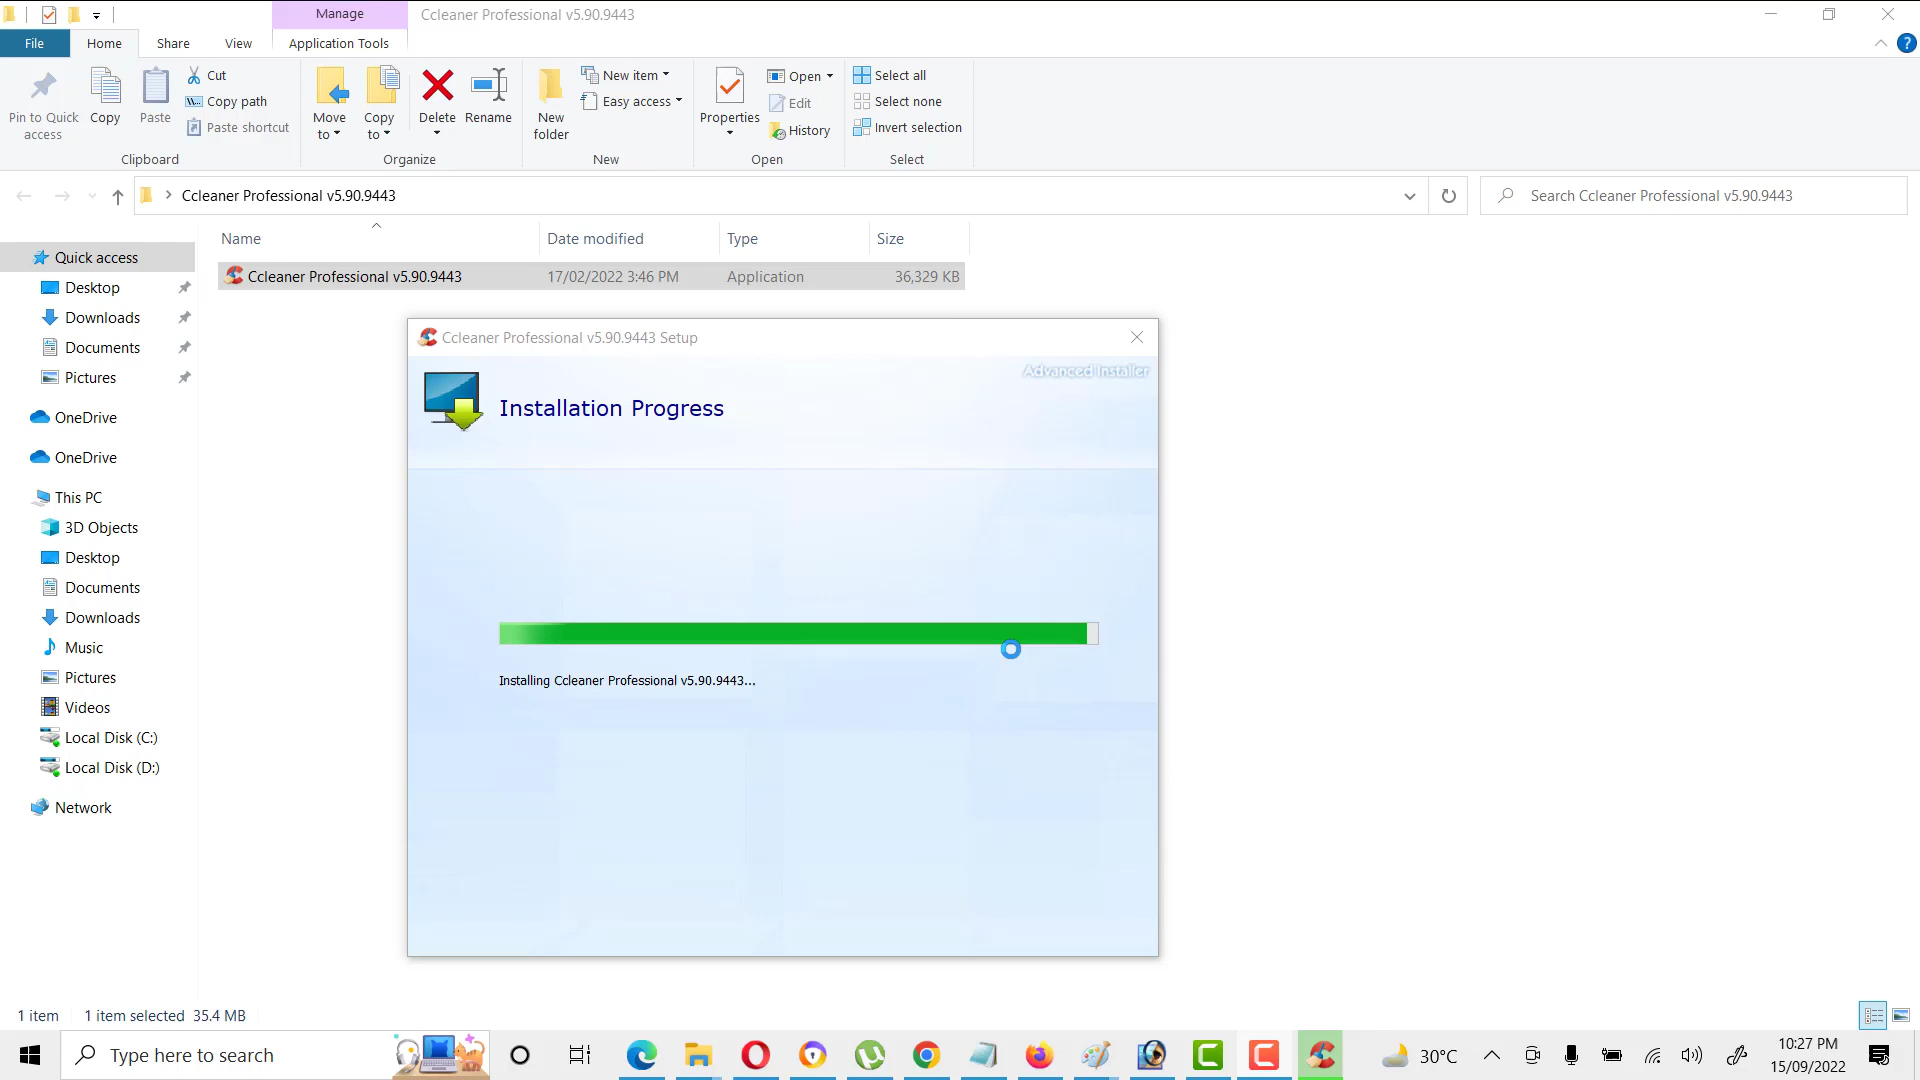 Manage
Ccleaner Professional v5.90.9443
File
Home
Share
View
Application Tools
Pin to Quick access
Copy
Paste
Cut
Copy path
Paste shortcut
Clipboard
Move to
Copy to
Delete
Rename
Organize
New folder
New item
Easy access
New
Properties
Open
Edit
History
Open
Select all
Select none
Invert selection
Select
Ccleaner Professional v5.90.9443
Search Ccleaner Professional v5.90.9443
Name
Date modified
Type
Size
Ccleaner Professional v5.90.9443
17/02/2022 3:46 PM
Application
36,329 KB
Quick access
Desktop
Downloads
Documents
Pictures
OneDrive
OneDrive
This PC
3D Objects
Desktop
Documents
Downloads
Music
Pictures
Videos
Local Disk (C:)
Local Disk (D:)
Network
Ccleaner Professional v5.90.9443 Setup
Advanced Installer
Installation Progress
Installing Ccleaner Professional v5.90.9443...
1 item
1 item selected 35.4 MB
Type here to search
30°C
10:27 PM
15/09/2022